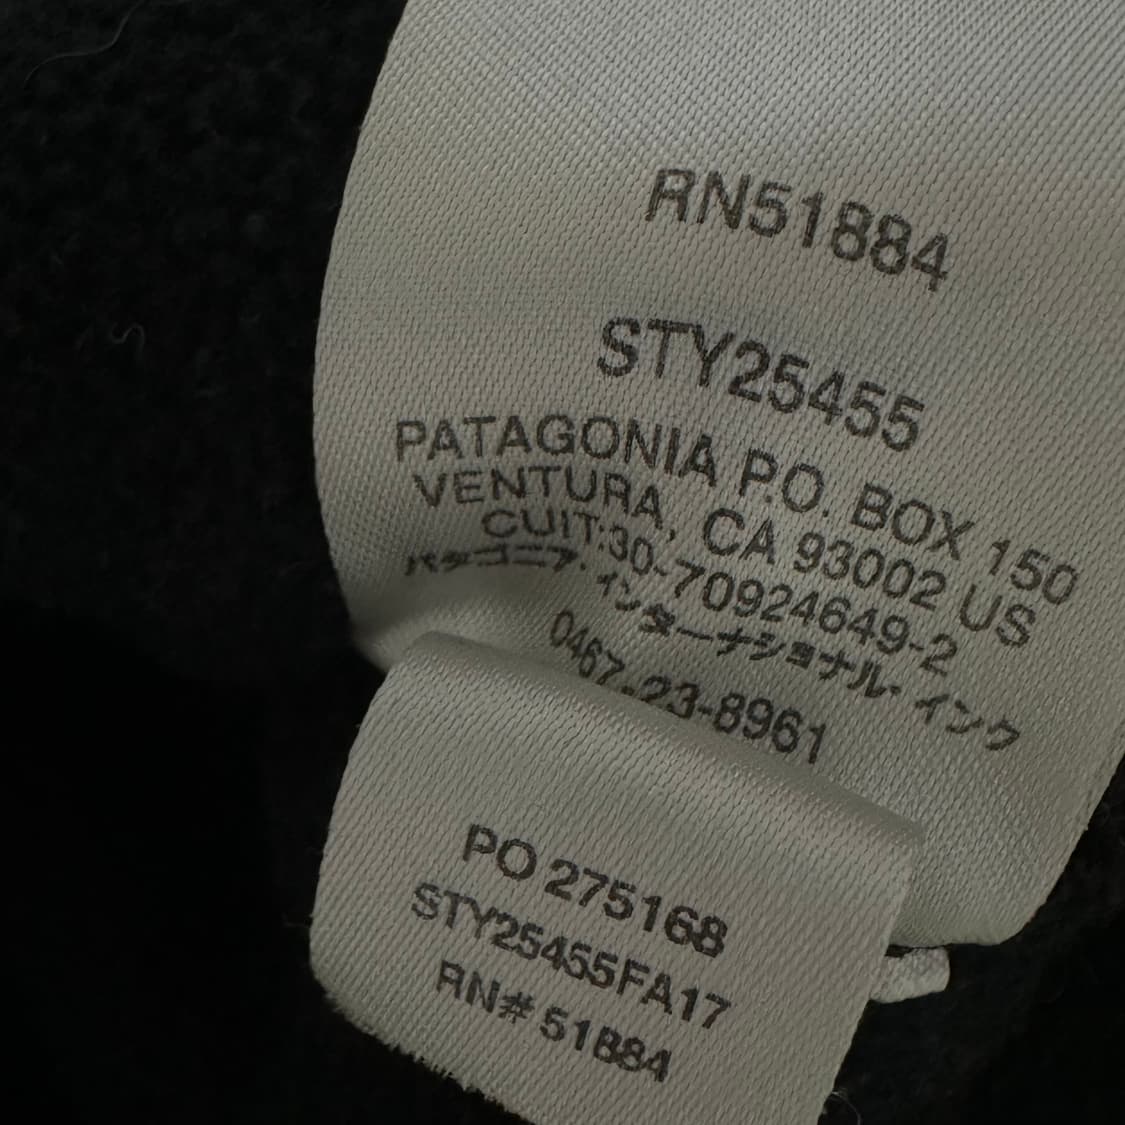 RN51884
STY25455
PATAGONIA P.O. BOX 150
VENTURA, CA 93002 US
CUIT:30-70924649-2
パタゴニア・インターナショナル・インク
0467-23-8961
PO 275168
STY25455FA17
RN# 51884